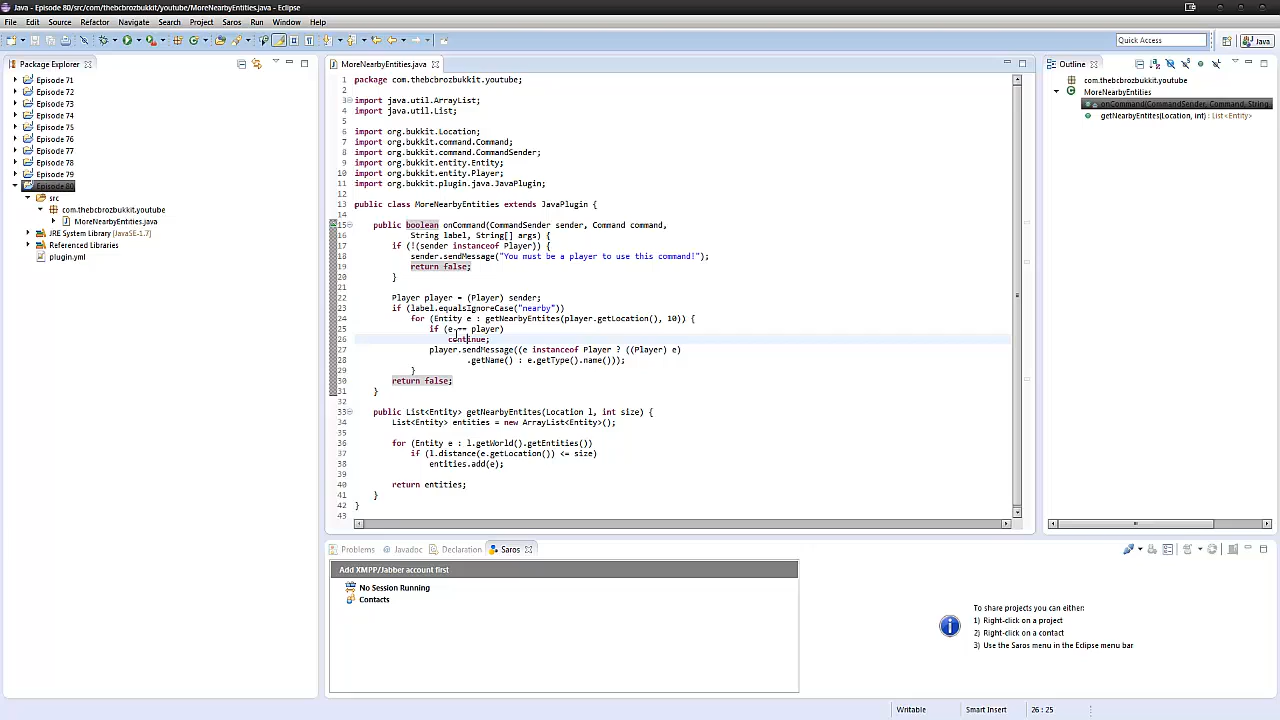 Java - Episode 80/src/com/thebcbrozbukkit/youtube/MoreNearbyEntities.java - Eclipse
File Edit Source Refactor Navigate Search Project Saros Run Window Help
Quick Access
Java
Package Explorer
Episode 71
Episode 72
Episode 73
Episode 74
Episode 75
Episode 76
Episode 77
Episode 78
Episode 79
Episode 80
src
com.thebcbrozbukkit.youtube
MoreNearbyEntities.java
JRE System Library [JavaSE-1.7]
Referenced Libraries
plugin.yml
MoreNearbyEntities.java
1 package com.thebcbrozbukkit.youtube;
2
3 import java.util.ArrayList;
4 import java.util.List;
5
6 import org.bukkit.Location;
7 import org.bukkit.command.Command;
8 import org.bukkit.command.CommandSender;
9 import org.bukkit.entity.Entity;
10 import org.bukkit.entity.Player;
11 import org.bukkit.plugin.java.JavaPlugin;
12
13 public class MoreNearbyEntities extends JavaPlugin {
14
15 public boolean onCommand(CommandSender sender, Command command,
16 String label, String[] args) {
17 if (!(sender instanceof Player)) {
18 sender.sendMessage("You must be a player to use this command!");
19 return false;
20 }
21
22 Player player = (Player) sender;
23 if (label.equalsIgnoreCase("nearby"))
24 for (Entity e : getNearbyEntites(player.getLocation(), 10)) {
25 if (e == player)
26 continue;
27 player.sendMessage((e instanceof Player ? ((Player) e)
28 .getName() : e.getType().name()));
29 }
30 return false;
31 }
32
33 public List<Entity> getNearbyEntites(Location l, int size) {
34 List<Entity> entities = new ArrayList<Entity>();
35
36 for (Entity e : l.getWorld().getEntities())
37 if (l.distance(e.getLocation()) <= size)
38 entities.add(e);
39
40 return entities;
41 }
42 }
43
Outline
com.thebcbrozbukkit.youtube
MoreNearbyEntities
onCommand(CommandSender, Command, String
getNearbyEntites(Location, int) : List<Entity>
Problems Javadoc Declaration Saros
Add XMPP/Jabber account first
No Session Running
Contacts
To share projects you can either:
1) Right-click on a project
2) Right-click on a contact
3) Use the Saros menu in the Eclipse menu bar
Writable Smart Insert 26 : 25